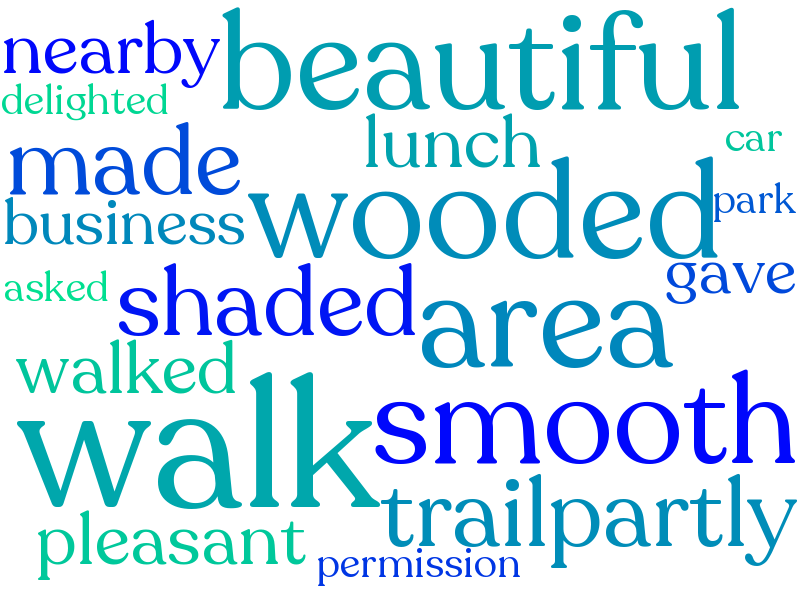 nearby
beautiful
delighted
lunch
car
made
wooded
park
business
gave
asked
shaded
area
walked
walk
smooth
trail
partly
pleasant
permission